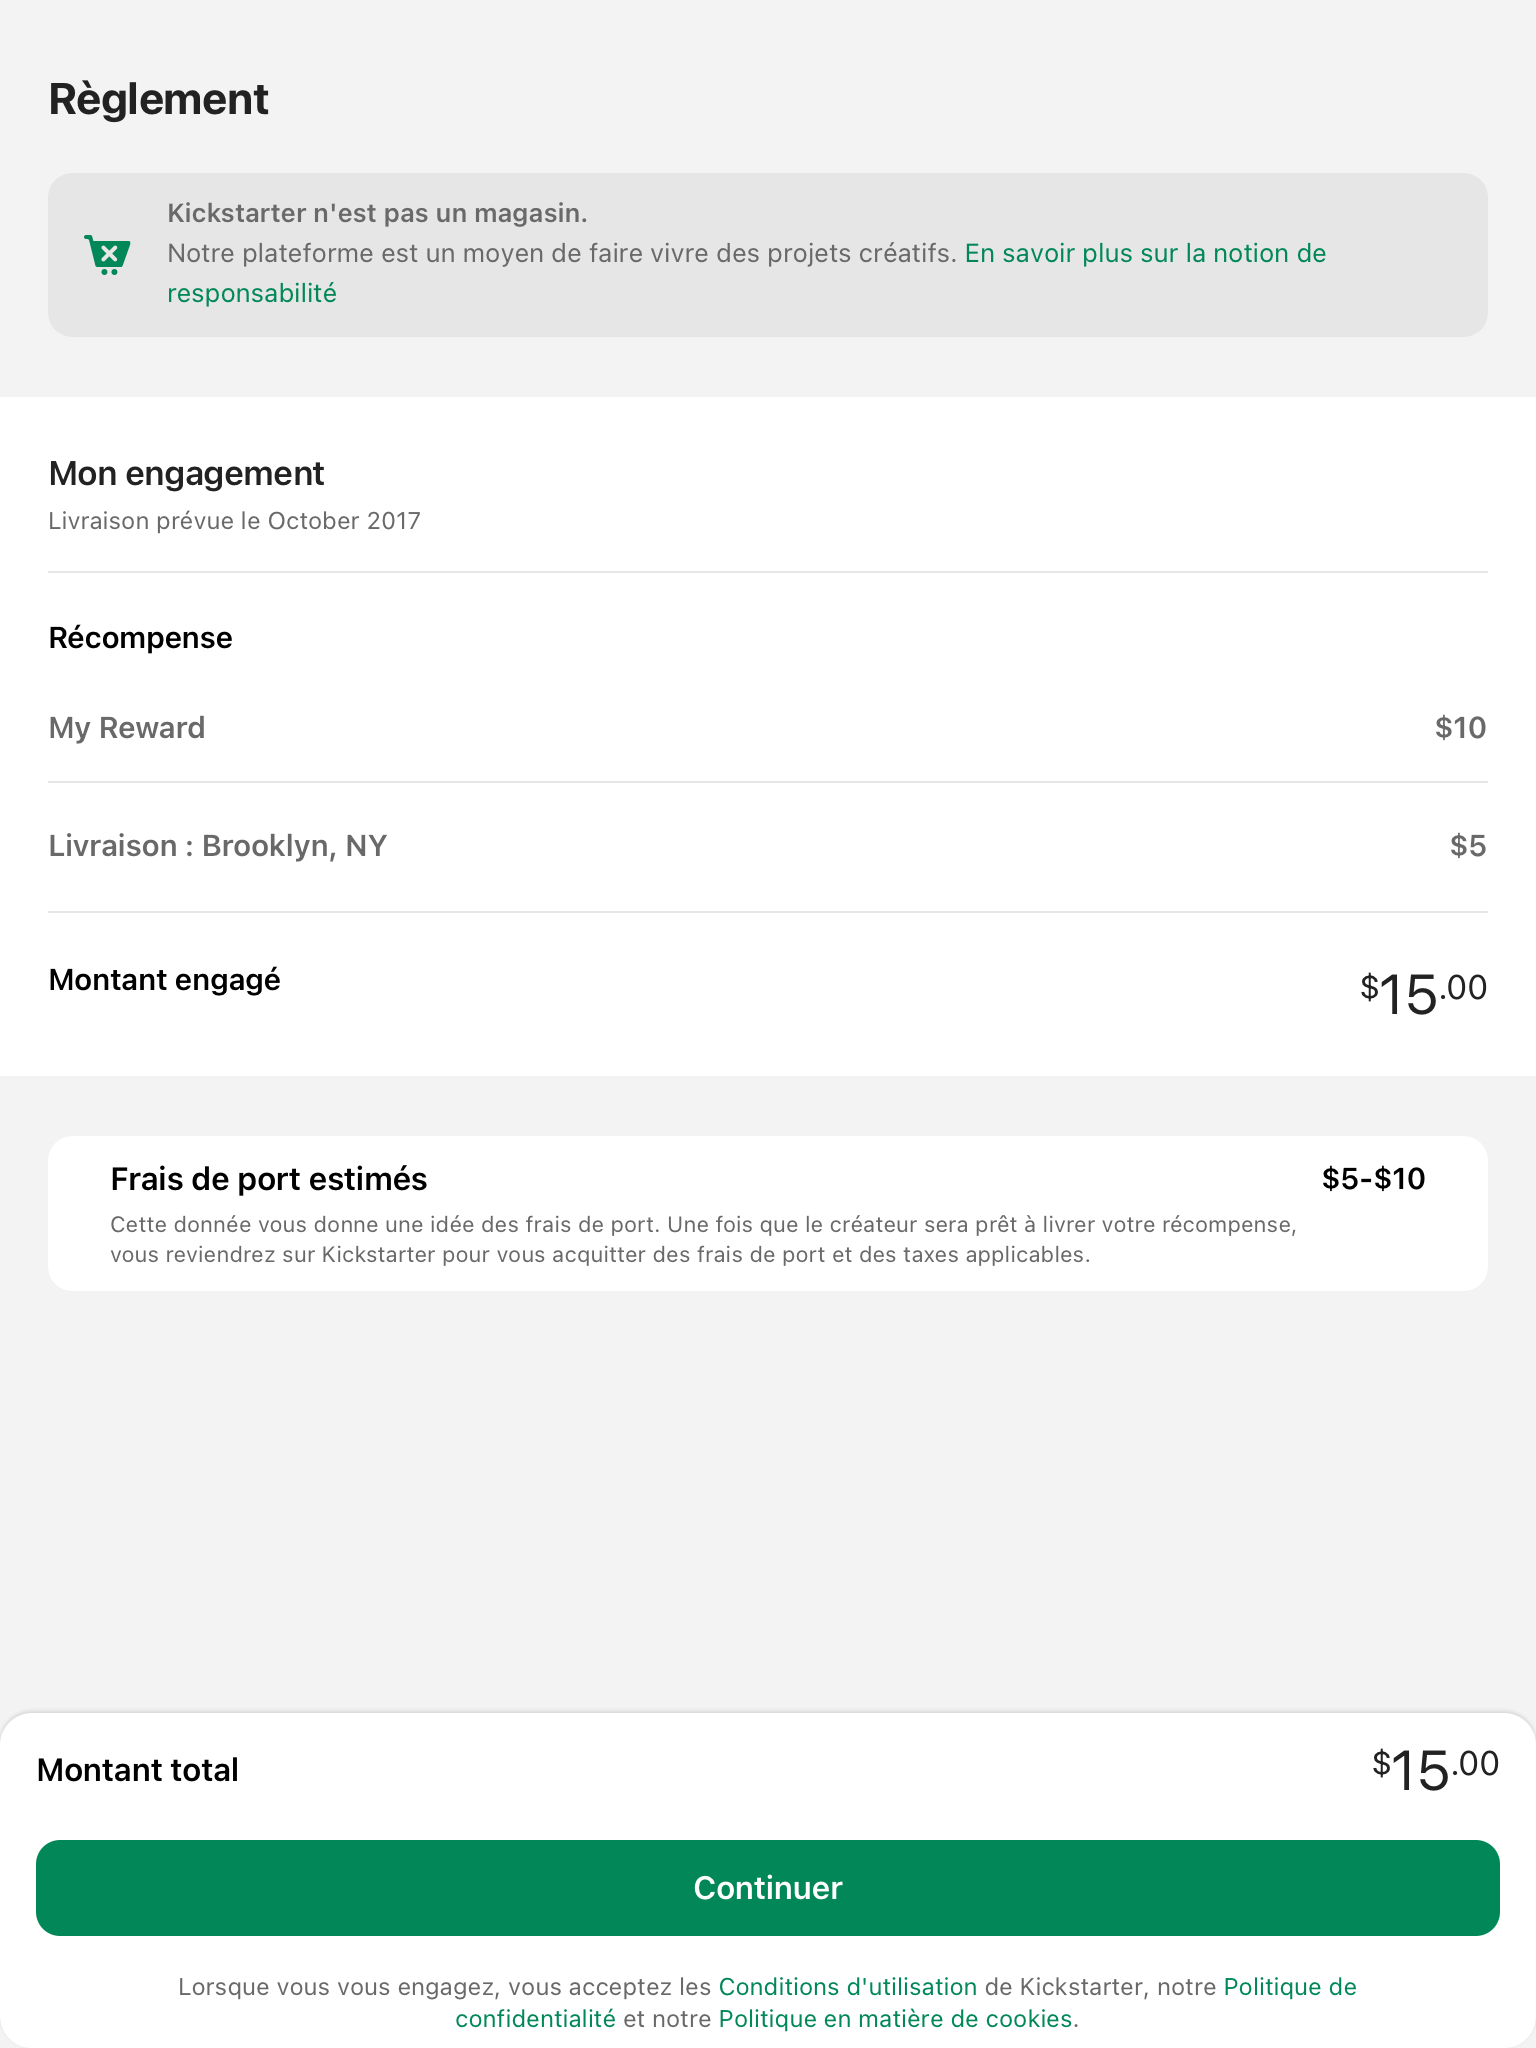 Règlement
Kickstarter n'est pas un magasin.
Notre plateforme est un moyen de faire vivre des projets créatifs. En savoir plus sur la notion de
responsabilité
Mon engagement
Livraison prévue le October 2017
Récompense
My Reward $10
Livraison : Brooklyn, NY $5
Montant engagé $15.00
Frais de port estimés $5-$10
Cette donnée vous donne une idée des frais de port. Une fois que le créateur sera prêt à livrer votre récompense,
vous reviendrez sur Kickstarter pour vous acquitter des frais de port et des taxes applicables.
Montant total $15.00
Continuer
Lorsque vous vous engagez, vous acceptez les Conditions d'utilisation de Kickstarter, notre Politique de
confidentialité et notre Politique en matière de cookies.